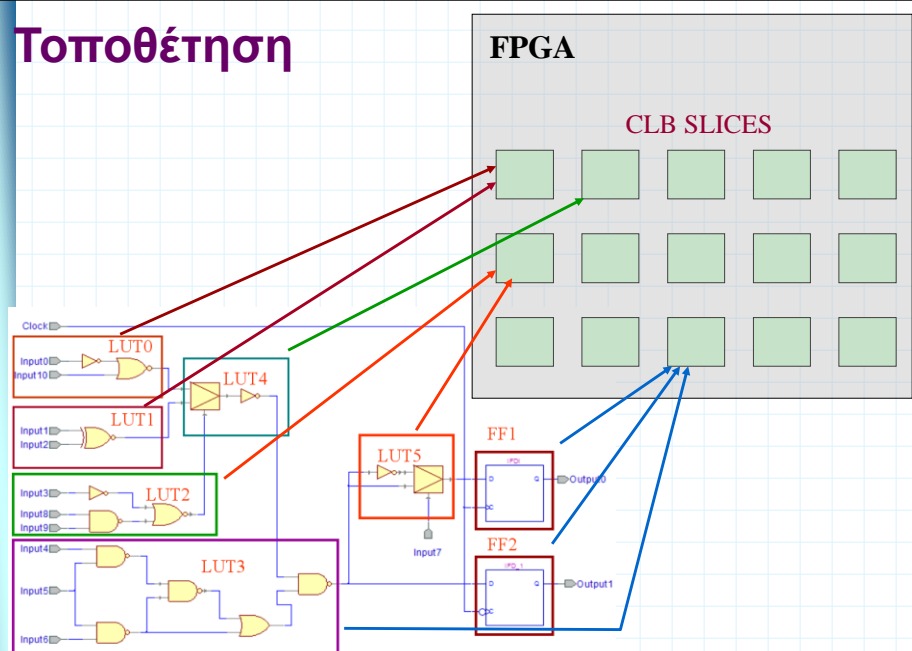 Τοποθέτηση
FPGA
CLB SLICES
Clock
LUT0
Input0
Input10
LUT4
LUT1
Input1
Input2
LUT5
FF1
D
Q
Output0
C
Input3
LUT2
Input8
Input9
Input7
FF2
Input4
LUT3
Input5
D
Q
Output1
C
Input6